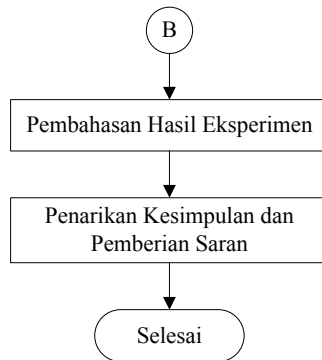 B
Pembahasan Hasil Eksperimen
Penarikan Kesimpulan dan
Pemberian Saran
Selesai